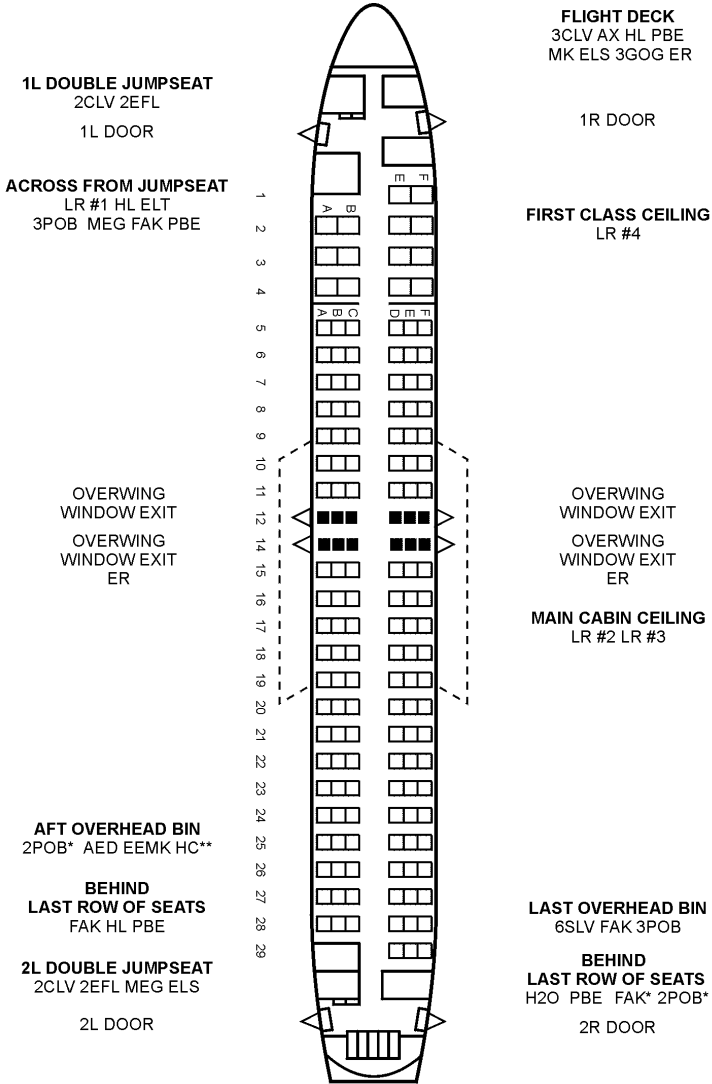 FLIGHT DECK
3CLV AX HL PBE
MK ELS 3GOG ER
1L DOUBLE JUMPSEAT
2CLV 2EFL
1L DOOR
1R DOOR
ACROSS FROM JUMPSEAT
LR #1 HL ELT
3POB MEG FAK PBE
FIRST CLASS CEILING
LR #4
E F
1
A B
2
3
4
A B C D E F
5
6
7
8
9
10
11
OVERWING
WINDOW EXIT
OVERWING
WINDOW EXIT
12
OVERWING
WINDOW EXIT
ER
OVERWING
WINDOW EXIT
ER
14
15
16
17
MAIN CABIN CEILING
LR #2 LR #3
18
19
20
21
22
23
24
25
26
27
28
29
AFT OVERHEAD BIN
2POB* AED EEMK HC**
BEHIND
LAST ROW OF SEATS
FAK HL PBE
LAST OVERHEAD BIN
6SLV FAK 3POB
2L DOUBLE JUMPSEAT
2CLV 2EFL MEG ELS
BEHIND
LAST ROW OF SEATS
H2O PBE FAK* 2POB*
2L DOOR
2R DOOR